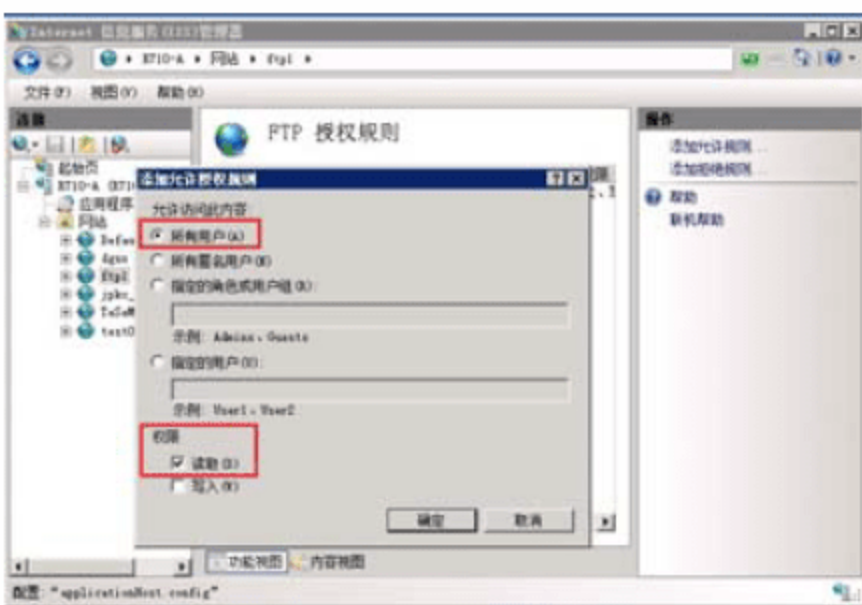 Internet 信息服务(IIS)管理器
R710-A ▸ 网站 ▸ ftp1 ▸
文件(F) 视图(V) 帮助(H)
连接
起始页
应用程序
网站
Ftp1
FTP 授权规则
添加允许授权规则
允许访问此内容:
所有用户(A)
所有匿名用户(N)
指定的角色或用户组(R):
示例: Admins、Guests
指定的用户(U):
示例: User1、User2
权限
读取(D)
写入(W)
确定 取消
功能视图 内容视图
操作
添加允许规则...
添加拒绝规则...
帮助
联机帮助
配置: "applicationHost.config"